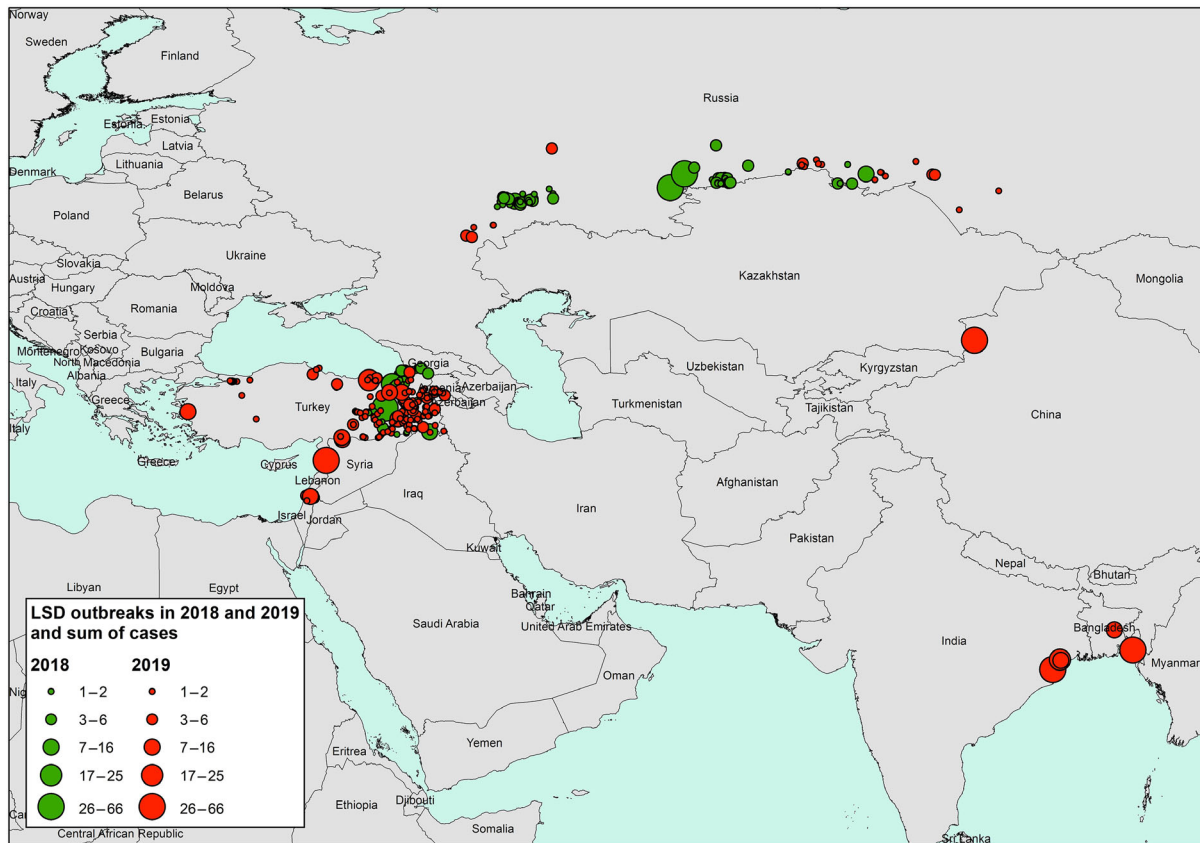 Norway
Sweden
Finland
Russia
Estonia
Estonia
Latvia
Denmark
Lithuania
Belarus
Poland
Ukraine
Slovakia
Austria
Hungary
Moldova
Kazakhstan
Mongolia
Croatia
Romania
Serbia
Montenegro
Kosovo
Bulgaria
North Macedonia
Georgia
Uzbekistan
Kyrgyzstan
Italy
Albania
Armenia
Azerbaijan
Greece
Turkey
Azerbaijan
Turkmenistan
Tajikistan
China
Italy
Greece
Cyprus
Syria
Lebanon
Iraq
Iran
Afghanistan
Israel
Jordan
Pakistan
Kuwait
Nepal
Bhutan
Libyan
Egypt
Bahrain
Qatar
Saudi Arabia
United Arab Emirates
Bangladesh
India
Myanmar
Oman
Yemen
Eritrea
Djibouti
Ethiopia
Somalia
Central African Republic
Sri Lanka
LSD outbreaks in 2018 and 2019
and sum of cases
2018 2019
1–2 1–2
3–6 3–6
7–16 7–16
17–25 17–25
26–66 26–66